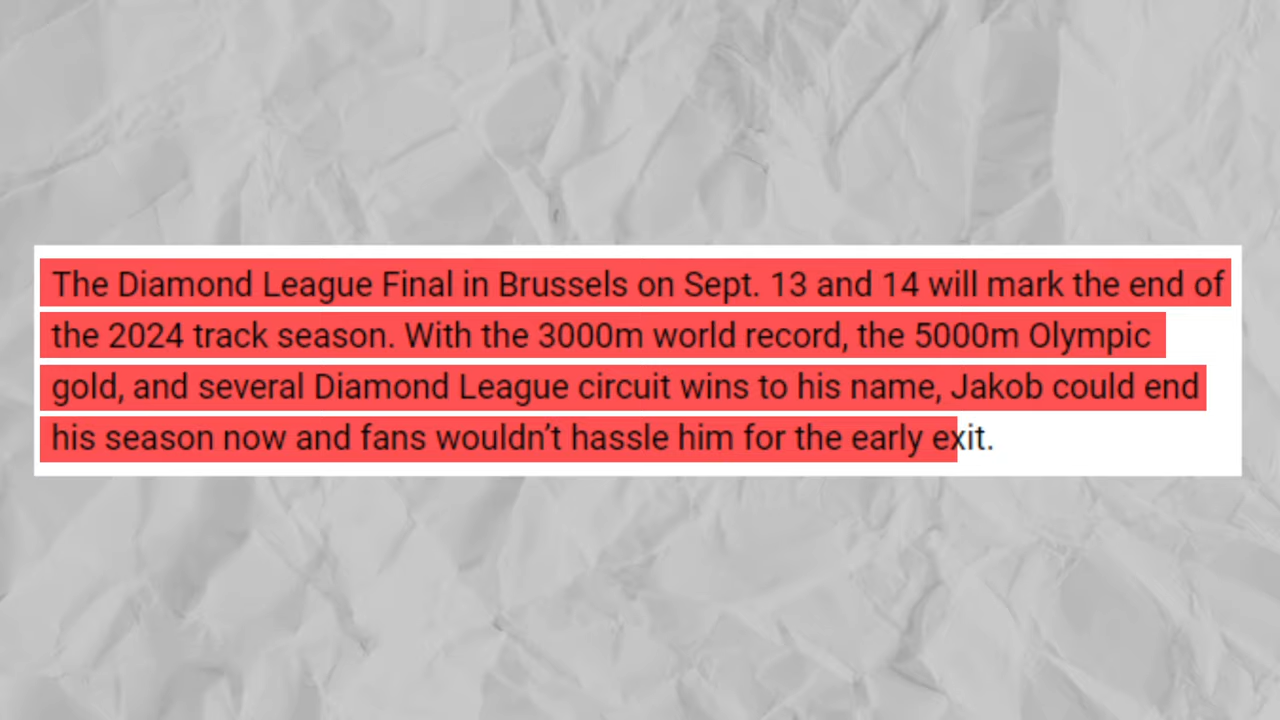 The Diamond League Final in Brussels on Sept. 13 and 14 will mark the end of
the 2024 track season. With the 3000m world record, the 5000m Olympic
gold, and several Diamond League circuit wins to his name, Jakob could end
his season now and fans wouldn’t hassle him for the early exit.